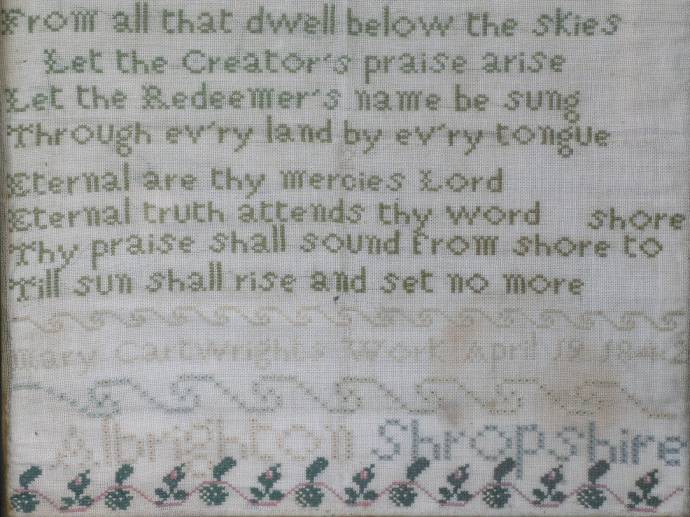 From all that dwell below the skies
Let the Creator's praise arise
Let the Redeemer's name be sung
Through ev'ry land by ev'ry tongue
Eternal are thy mercies Lord
Eternal truth attends thy word
shore
Thy praise shall sound from shore to
Till sun shall rise and set no more
Mary Cartwright's Work April 19 1842
Albrighton Shropshire